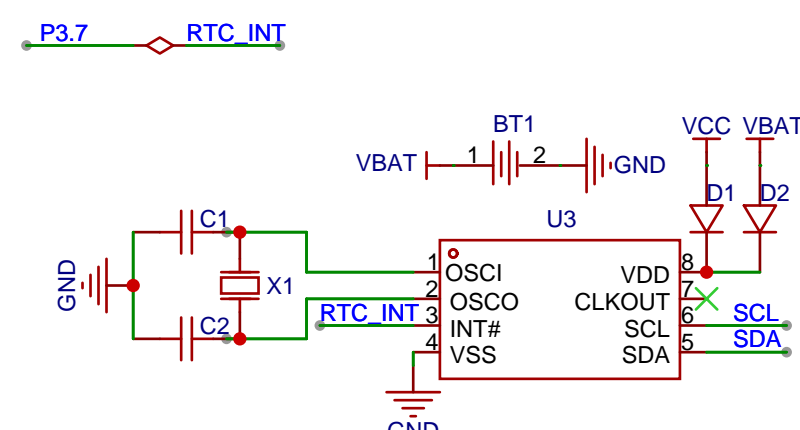 P3.7 RTC_INT
BT1
VCC VBAT
VBAT 1 2 GND
D1 D2
C1
U3
GND
X1
C2
1 OSCI
2 OSCO
RTC_INT 3 INT#
4 VSS
VDD 8
CLKOUT 7
SCL 6 SCL
SDA 5 SDA
GND